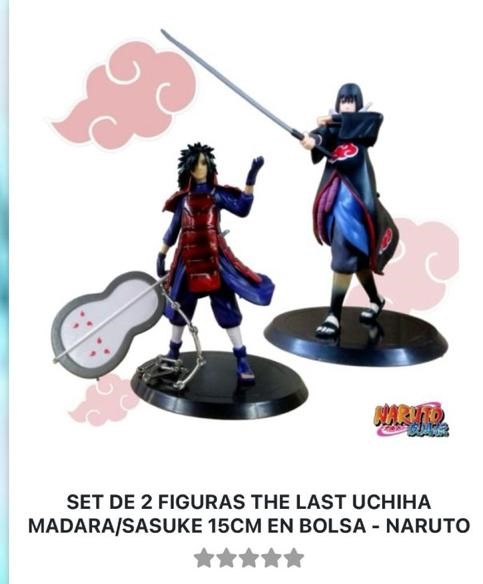 NARUTO
SET DE 2 FIGURAS THE LAST UCHIHA
MADARA/SASUKE 15CM EN BOLSA - NARUTO